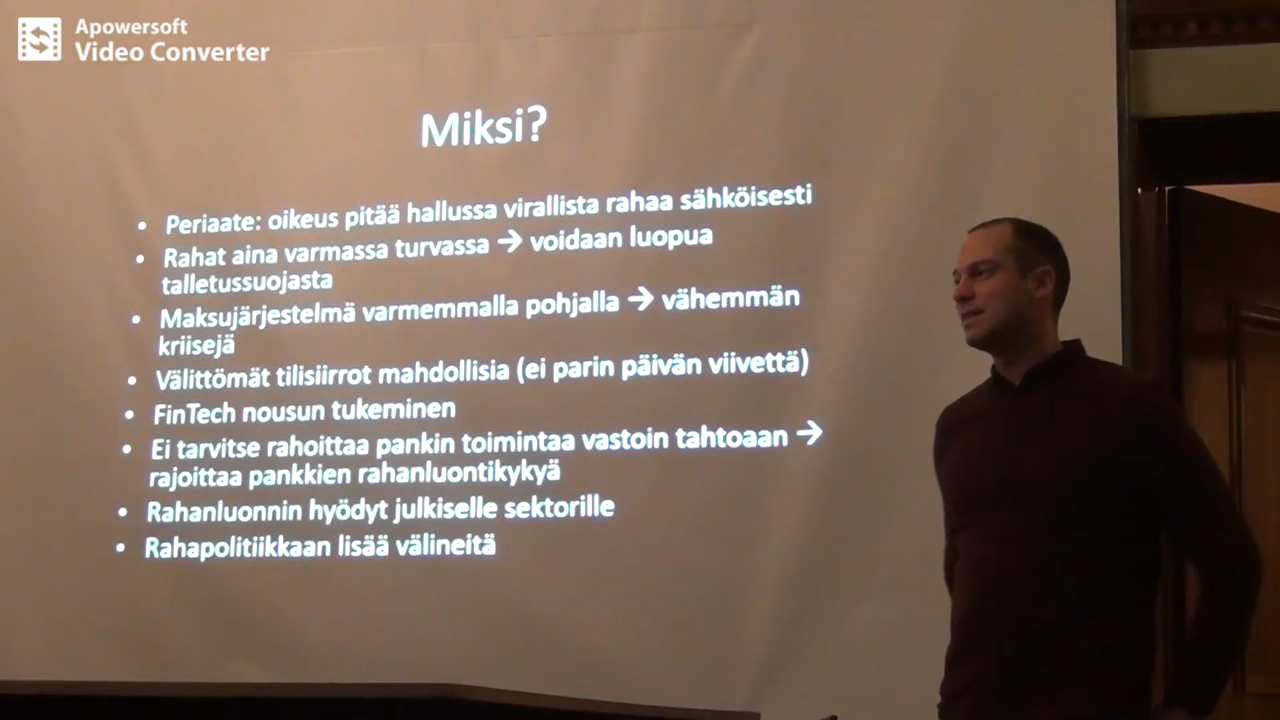 Apowersoft
Video Converter
Miksi?
• Periaate: oikeus pitää hallussa virallista rahaa sähköisesti
• Rahat aina varmassa turvassa → voidaan luopua
talletussuojasta
• Maksujärjestelmä varmemmalla pohjalla → vähemmän
kriisejä
• Välittömät tilisiirrot mahdollisia (ei parin päivän viivettä)
• FinTech nousun tukeminen
• Ei tarvitse rahoittaa pankin toimintaa vastoin tahtoaan →
rajoittaa pankkien rahanluontikykyä
• Rahanluonnin hyödyt julkiselle sektorille
• Rahapolitiikkaan lisää välineitä